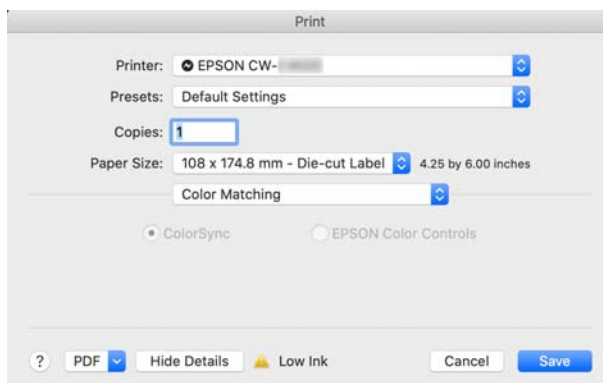 Print
Printer: EPSON CW-
Presets: Default Settings
Copies: 1
Paper Size: 108 x 174.8 mm - Die-cut Label 4.25 by 6.00 inches
Color Matching
ColorSync EPSON Color Controls
? PDF Hide Details Low Ink Cancel Save